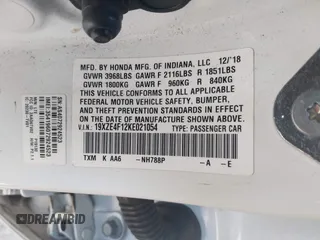 MFD. BY HONDA MFG. OF INDIANA, LLC 12/'18
GVWR 3968LBS GAWR F 2116LBS R 1851LBS
GVWR 1800KG GAWR F 960KG R 840KG
THIS VEHICLE CONFORMS TO ALL APPLICABLE
FEDERAL MOTOR VEHICLE SAFETY, BUMPER,
AND THEFT PREVENTION STANDARDS IN EFFECT
ON THE DATE OF MANUFACTURE SHOWN ABOVE.
V.I.N.: 19XZE4F12KE021054 TYPE: PASSENGER CAR
TXM K AA6 -NH788P -A -E
EPICVIN